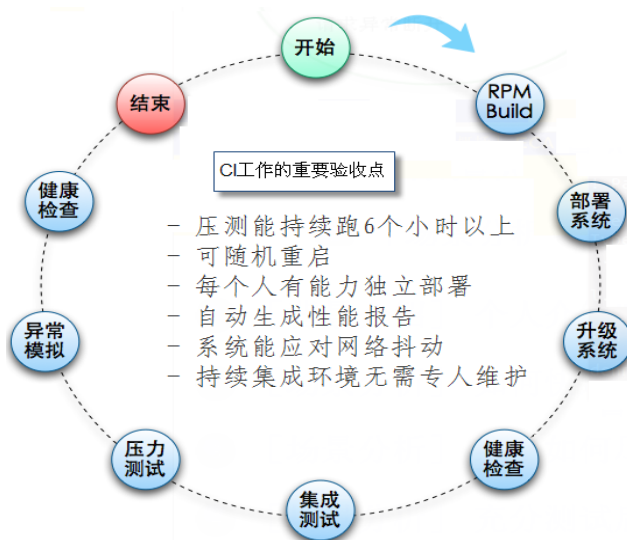 开始
RPM
Build
部署
系统
升级
系统
健康
检查
集成
测试
压力
测试
异常
模拟
健康
检查
结束
CI工作的重要验收点
– 压测能持续跑6个小时以上
– 可随机重启
– 每个人有能力独立部署
– 自动生成性能报告
– 系统能应对网络抖动
– 持续集成环境无需专人维护